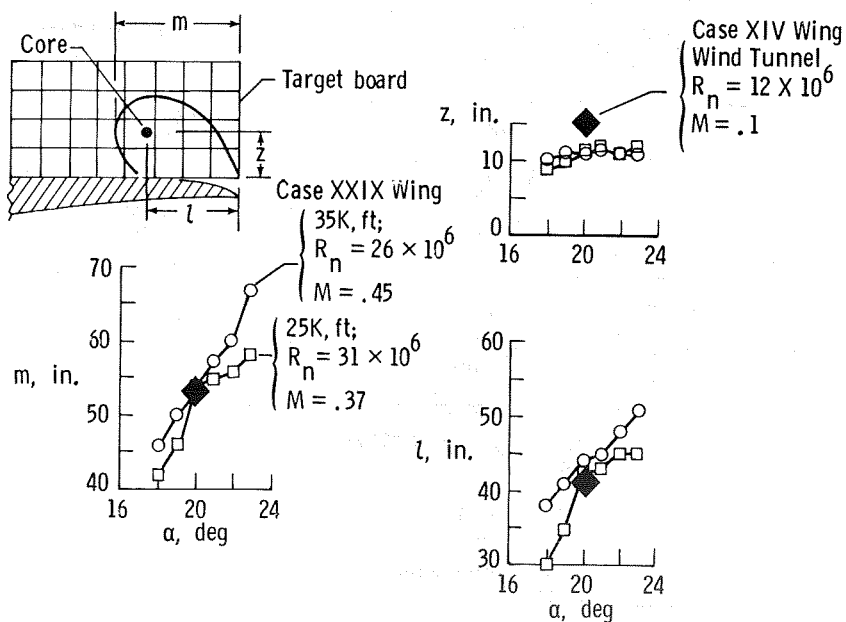 m
Core
Target board
z
l
Case XIV Wing
Wind Tunnel
R_n = 12 X 10^6
M = .1
z, in.
10
0
16 20 24
Case XXIX Wing
35K, ft;
R_n = 26 × 10^6
M = .45
25K, ft;
R_n = 31 × 10^6
M = .37
70
60
m, in.
50
40
16 20 24
α, deg
60
50
l, in.
40
30
16 20 24
α, deg